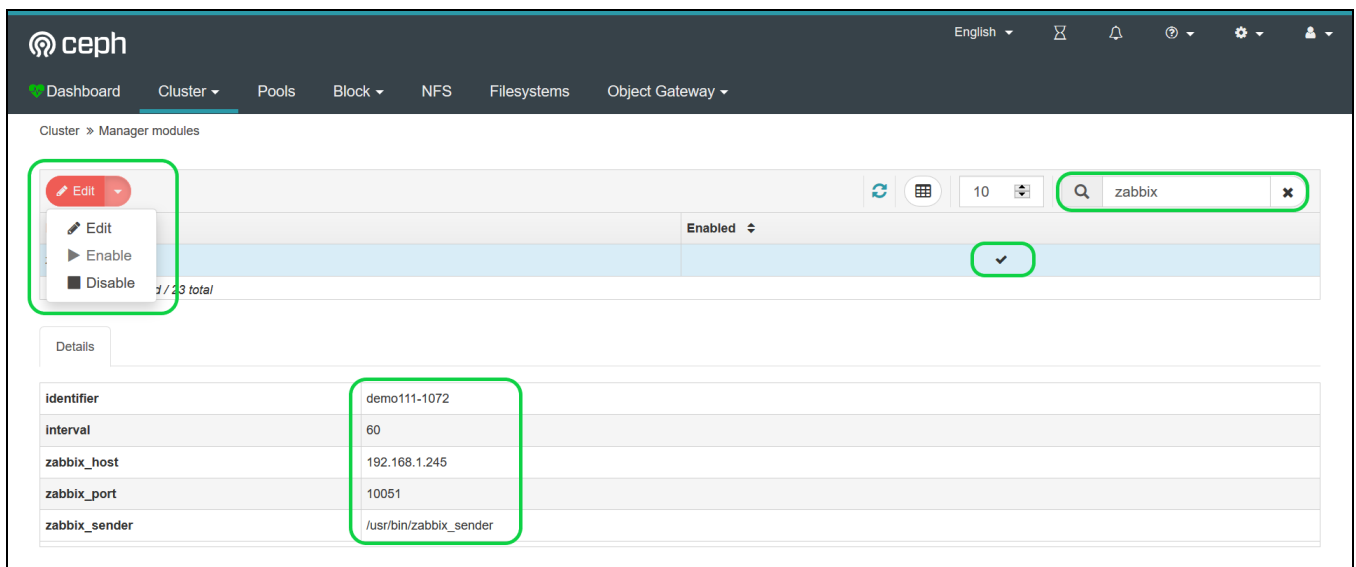 ceph
English
Dashboard Cluster Pools Block NFS Filesystems Object Gateway
Cluster » Manager modules
Edit 10 zabbix
Edit Enabled
Enable
Disable
/ 23 total
Details
identifier demo111-1072
interval 60
zabbix_host 192.168.1.245
zabbix_port 10051
zabbix_sender /usr/bin/zabbix_sender